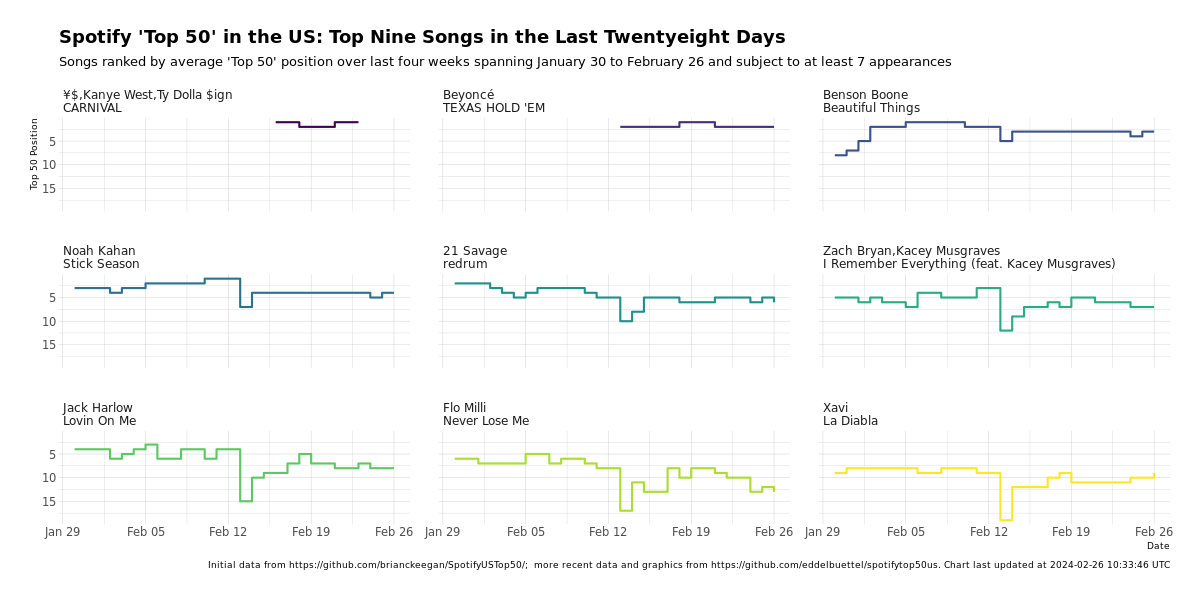 Spotify 'Top 50' in the US: Top Nine Songs in the Last Twentyeight Days
Songs ranked by average 'Top 50' position over last four weeks spanning January 30 to February 26 and subject to at least 7 appearances
¥$,Kanye West,Ty Dolla $ign
CARNIVAL
Beyoncé
TEXAS HOLD 'EM
Benson Boone
Beautiful Things
Top 50 Position
5
10
15
Noah Kahan
Stick Season
21 Savage
redrum
Zach Bryan,Kacey Musgraves
I Remember Everything (feat. Kacey Musgraves)
5
10
15
Jack Harlow
Lovin On Me
Flo Milli
Never Lose Me
Xavi
La Diabla
5
10
15
Jan 29 Feb 05 Feb 12 Feb 19 Feb 26 Jan 29 Feb 05 Feb 12 Feb 19 Feb 26 Jan 29 Feb 05 Feb 12 Feb 19 Feb 26
Date
Initial data from https://github.com/brianckeegan/SpotifyUSTop50/;  more recent data and graphics from https://github.com/eddelbuettel/spotifytop50us. Chart last updated at 2024-02-26 10:33:46 UTC